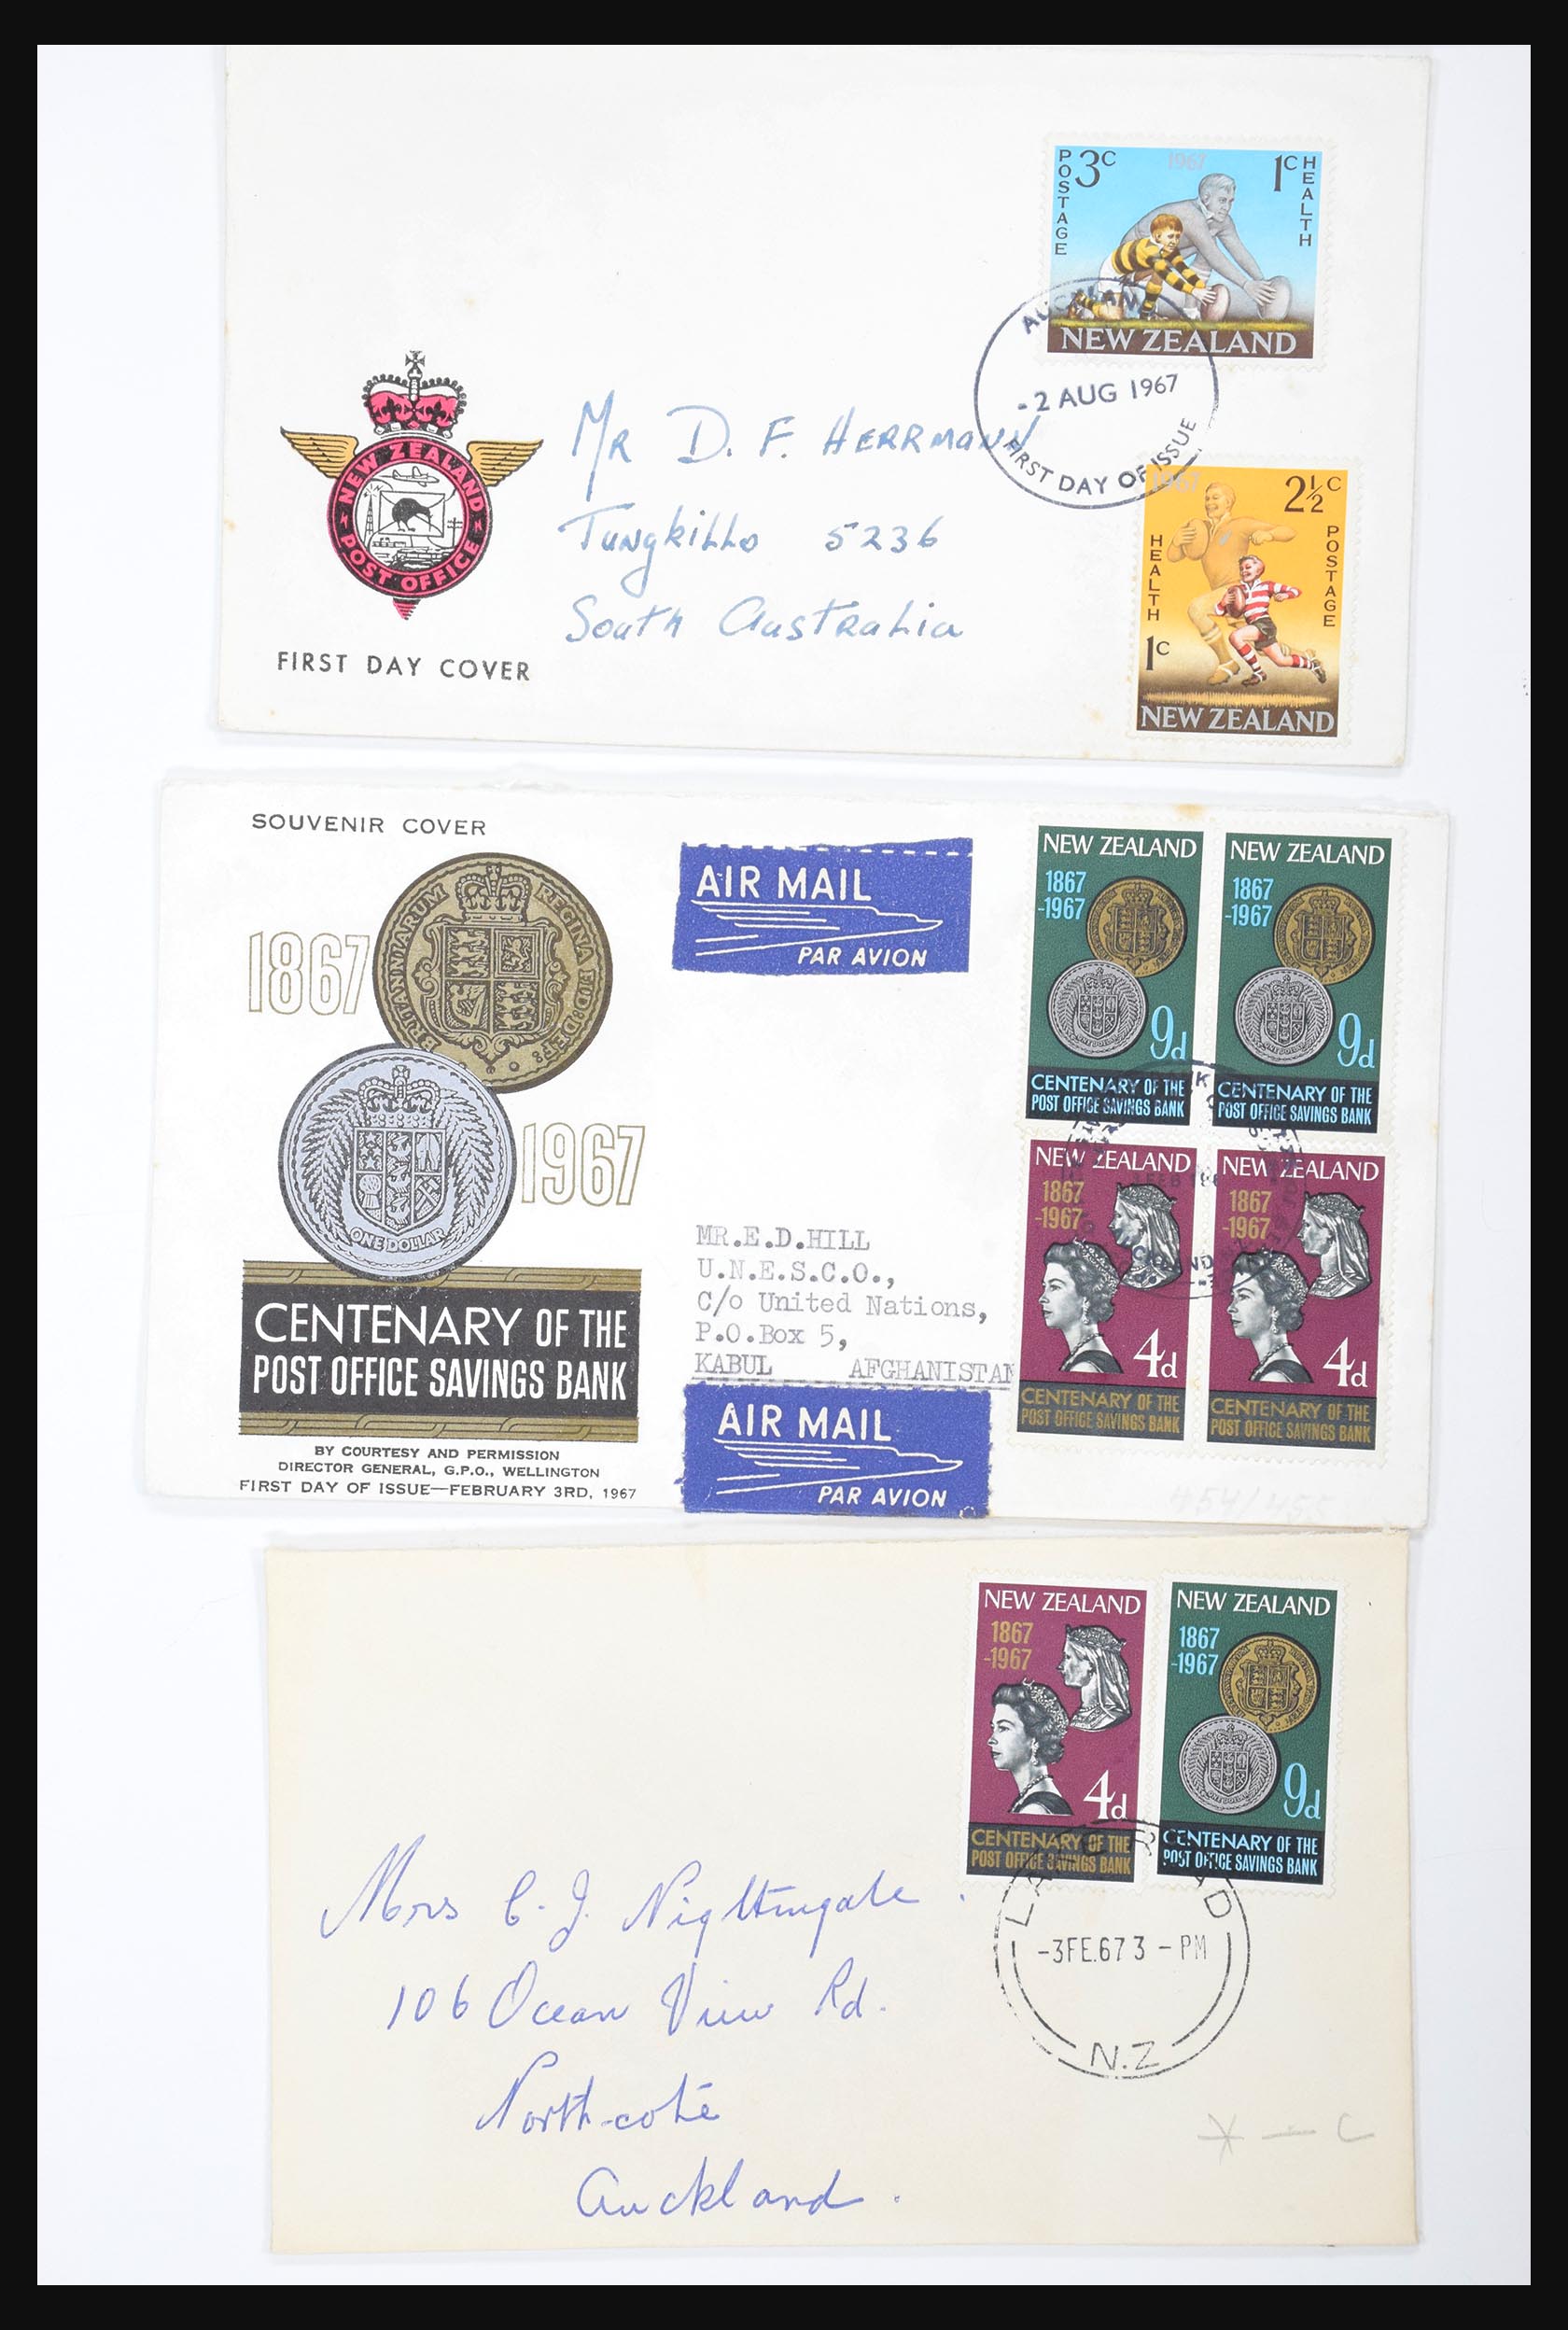 POSTAGE 3c 1967 1c HEALTH
NEW ZEALAND
- 2 AUG 1967
FIRST DAY OF ISSUE
1967 2½c
HEALTH 1c
POSTAGE
NEW ZEALAND
NEW ZEALAND
POST OFFICE
FIRST DAY COVER
Mr D. F. HERRMANN
Tungkillo 5236
South Australia
SOUVENIR COVER
1867
BRITANNIARUM REGINA FID: DEF:
1967
ONE DOLLAR
CENTENARY OF THE
POST OFFICE SAVINGS BANK
BY COURTESY AND PERMISSION
DIRECTOR GENERAL, G.P.O., WELLINGTON
FIRST DAY OF ISSUE—FEBRUARY 3RD, 1967
AIR MAIL
PAR AVION
MR.E.D.HILL
U.N.E.S.C.O.,
C/o United Nations,
P.O.Box 5,
KABUL AFGHANISTAN
AIR MAIL
PAR AVION
NEW ZEALAND
1867
-1967
9d
CENTENARY OF THE
POST OFFICE SAVINGS BANK
NEW ZEALAND
1867
-1967
9d
CENTENARY OF THE
POST OFFICE SAVINGS BANK
NEW ZEALAND
1867
-1967
4d
CENTENARY OF THE
POST OFFICE SAVINGS BANK
NEW ZEALAND
1867
-1967
4d
CENTENARY OF THE
POST OFFICE SAVINGS BANK
454/455
NEW ZEALAND
1867
-1967
4d
CENTENARY OF THE
POST OFFICE SAVINGS BANK
NEW ZEALAND
1867
-1967
9d
CENTENARY OF THE
POST OFFICE SAVINGS BANK
-3FE.67 3 - PM
N.Z
Mrs C. J. Nightingale
106 Ocean View Rd.
North-cote
Auckland.
* — C